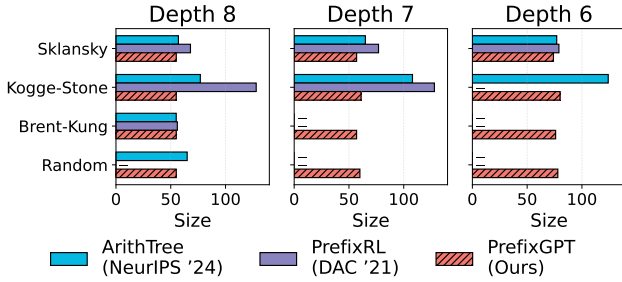 Depth 8 Depth 7 Depth 6
Sklansky
Kogge-Stone
Brent-Kung
Random
0 50 100 0 50 100 0 50 100
Size Size Size
ArithTree PrefixRL PrefixGPT
(NeurIPS ’24) (DAC ’21) (Ours)